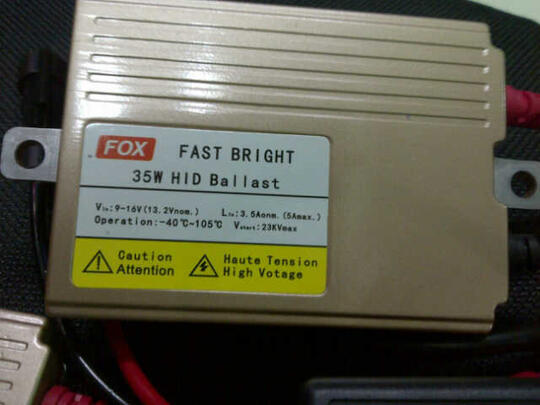 FOX
FAST BRIGHT
35W HID Ballast
Vin:9-16V(13.2Vnom.) Iin:3.5Aonm.(5Amax.)
Operation:-40℃~105℃ Vstart:23KVmax
Caution
Attention
Haute Tension
High Votage